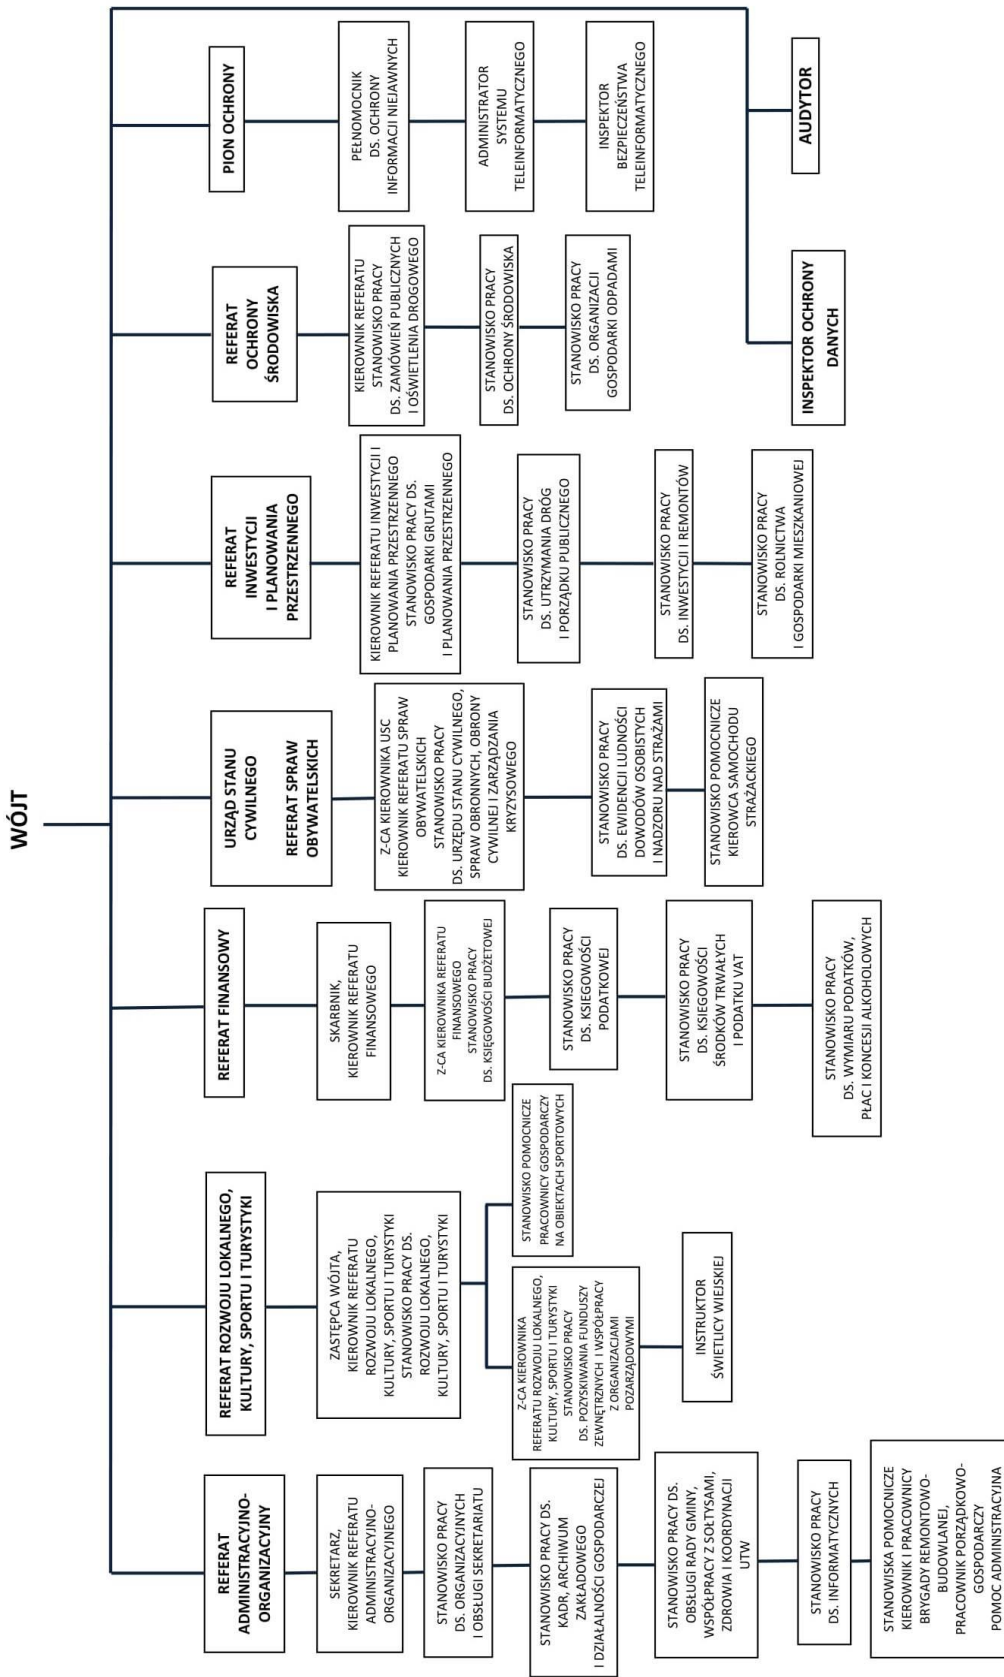 WÓJT
REFERAT
ADMINISTRACYJNO-
ORGANIZACYJNY
SEKRETARZ,
KIEROWNIK REFERATU
ADMINISTRACYJNO-
ORGANIZACYJNEGO
STANOWISKO PRACY
DS. ORGANIZACYJNYCH
I OBSŁUGI SEKRETARIATU
STANOWISKO PRACY DS.
KADR, ARCHIWUM
ZAKŁADOWEGO
I DZIAŁALNOŚCI GOSPODARCZEJ
STANOWISKO PRACY DS.
OBSŁUGI RADY GMINY,
WSPÓŁPRACY Z SOŁTYSAMI,
ZDROWIA I KOORDYNACJI
UTW
STANOWISKO PRACY
DS. INFORMATYCZNYCH
STANOWISKA POMOCNICZE
KIEROWNIK I PRACOWNICY
BRYGADY REMONTOWO-
BUDOWLANEJ,
PRACOWNIK PORZĄDKOWO-
GOSPODARCZY
POMOC ADMINISTRACYJNA
REFERAT ROZWOJU LOKALNEGO,
KULTURY, SPORTU I TURYSTYKI
ZASTĘPCA WÓJTA,
KIEROWNIK REFERATU
ROZWOJU LOKALNEGO,
KULTURY, SPORTU I TURYSTYKI
STANOWISKO PRACY DS.
ROZWOJU LOKALNEGO,
KULTURY, SPORTU I TURYSTYKI
Z-CA KIEROWNIKA
REFERATU ROZWOJU LOKALNEGO,
KULTURY, SPORTU I TURYSTYKI
STANOWISKO PRACY
DS. POZYSKIWANIA FUNDUSZY
ZEWNĘTRZNYCH I WSPÓŁPRACY
Z ORGANIZACJAMI
POZARZĄDOWYMI
STANOWISKO POMOCNICZE
PRACOWNICY GOSPODARCZY
NA OBIEKTACH SPORTOWYCH
INSTRUKTOR
ŚWIETLICY WIEJSKIEJ
REFERAT FINANSOWY
SKARBNIK,
KIEROWNIK REFERATU
FINANSOWEGO
Z-CA KIEROWNIKA REFERATU
FINANSOWEGO
STANOWISKO PRACY
DS. KSIĘGOWOŚCI BUDŻETOWEJ
STANOWISKO PRACY
DS. KSIEGOWOŚCI
PODATKOWEJ
STANOWISKO PRACY
DS. KSIEGOWOŚCI
ŚRODKÓW TRWAŁYCH
I PODATKU VAT
STANOWISKO PRACY
DS. WYMIARU PODATKÓW,
PŁAC I KONCESJI ALKOHOLOWYCH
URZĄD STANU
CYWILNEGO
REFERAT SPRAW
OBYWATELSKICH
Z-CA KIEROWNIKA USC
KIEROWNIK REFERATU SPRAW
OBYWATELSKICH
STANOWISKO PRACY
DS. URZĘDU STANU CYWILNEGO,
SPRAW OBRONNYCH, OBRONY
CYWILNEJ I ZARZĄDZANIA
KRYZYSOWEGO
STANOWISKO PRACY
DS. EWIDENCJI LUDNOŚCI
DOWODÓW OSOBISTYCH
I NADZORU NAD STRAŻAMI
STANOWISKO POMOCNICZE
KIEROWCA SAMOCHODU
STRAŻACKIEGO
REFERAT
INWESTYCJI
I PLANOWANIA
PRZESTRZENNEGO
KIEROWNIK REFERATU INWESTYCJI I
PLANOWANIA PRZESTRZENNEGO
STANOWISKO PRACY DS.
GOSPODARKI GRUTAMI
I PLANOWANIA PRZESTRZENNEGO
STANOWISKO PRACY
DS. UTRZYMANIA DRÓG
I PORZĄDKU PUBLICZNEGO
STANOWISKO PRACY
DS. INWESTYCJI I REMONTÓW
STANOWISKO PRACY
DS. ROLNICTWA
I GOSPODARKI MIESZKANIOWEJ
REFERAT
OCHRONY
ŚRODOWISKA
KIEROWNIK REFERATU
STANOWISKO PRACY
DS. ZAMÓWIEŃ PUBLICZNYCH
I OŚWIETLENIA DROGOWEGO
STANOWISKO PRACY
DS. OCHRONY ŚRODOWISKA
STANOWISKO PRACY
DS. ORGANIZACJI
GOSPODARKI ODPADAMI
PION OCHRONY
PEŁNOMOCNIK
DS. OCHRONY
INFORMACJI NIEJAWNYCH
ADMINISTRATOR
SYSTEMU
TELEINFORMATYCZNEGO
INSPEKTOR
BEZPIECZEŃSTWA
TELEINFORMATYCZNEGO
INSPEKTOR OCHRONY
DANYCH
AUDYTOR